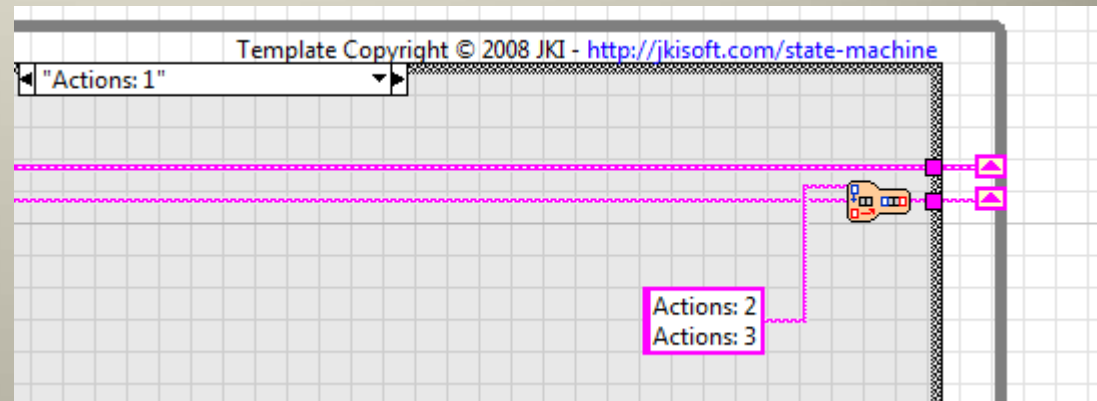 Template Copyright © 2008 JKI - http://jkisoft.com/state-machine
"Actions: 1"
Actions: 2
Actions: 3